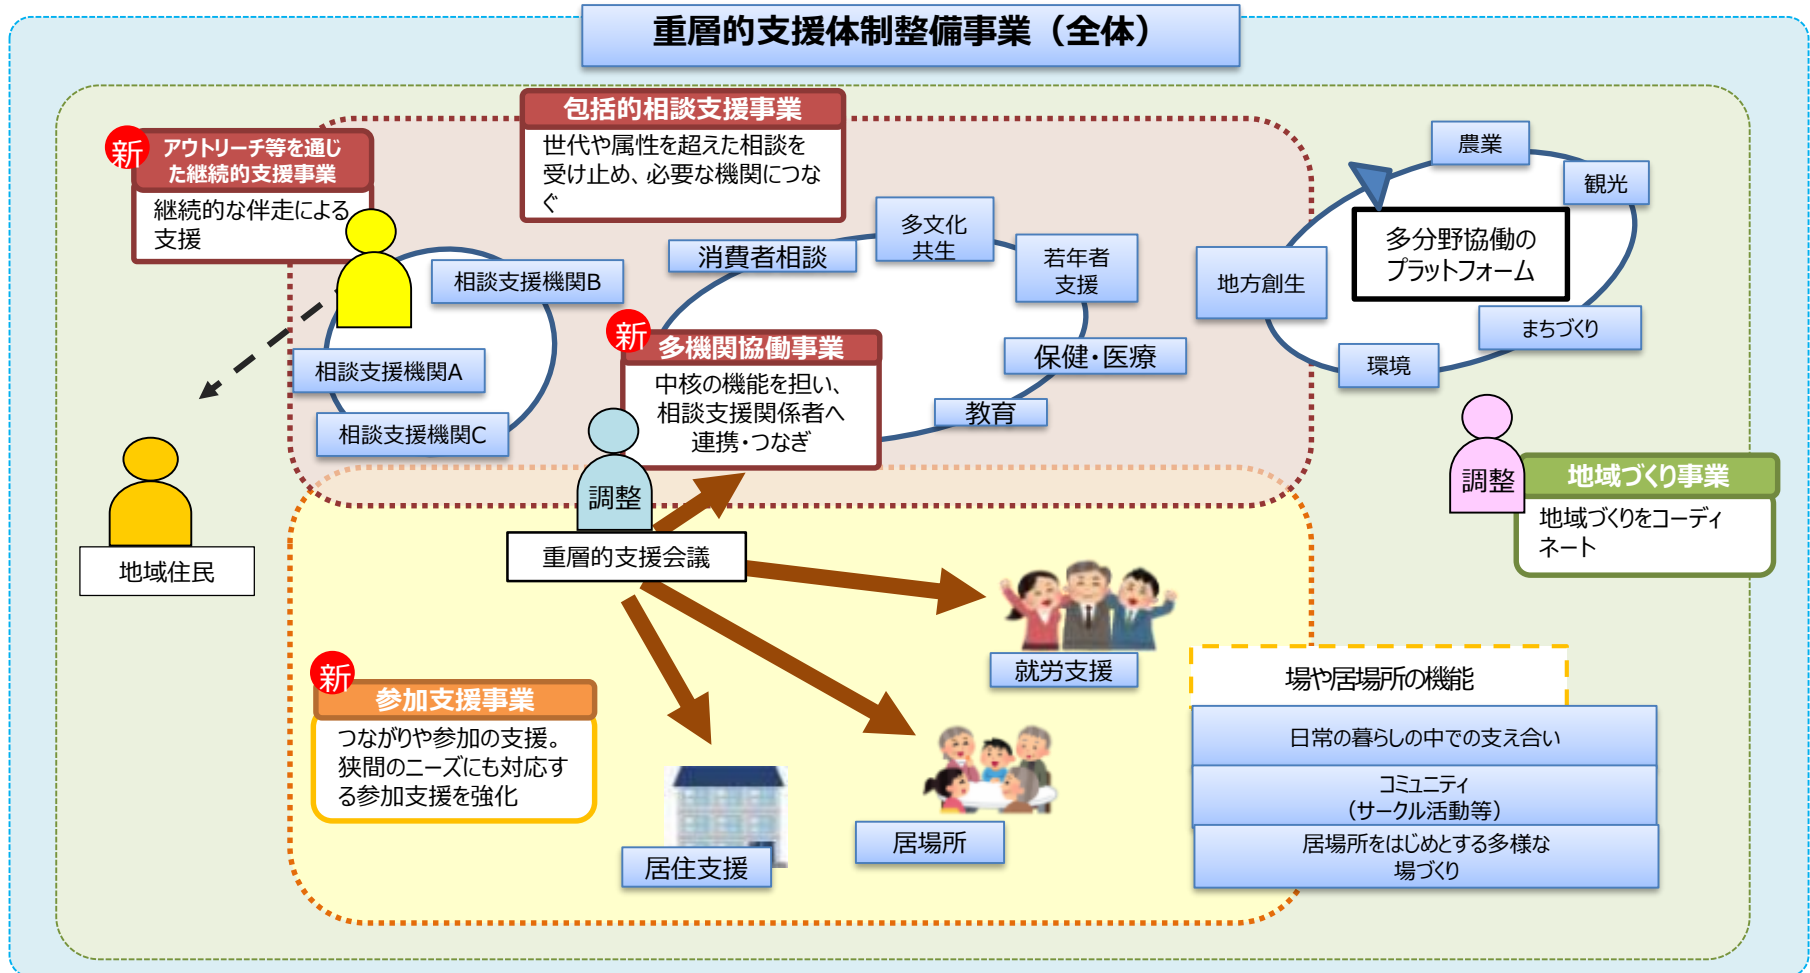 重層的支援体制整備事業（全体）
包括的相談支援事業
世代や属性を超えた相談を
受け止め、必要な機関につな
ぐ
新
アウトリーチ等を通じ
た継続的支援事業
継続的な伴走による
支援
相談支援機関B
相談支援機関A
相談支援機関C
消費者相談
多文化
共生
若年者
支援
保健・医療
教育
新
多機関協働事業
中核の機能を担い、
相談支援関係者へ
連携・つなぎ
農業
観光
多分野協働の
プラットフォーム
地方創生
まちづくり
環境
調整
地域づくり事業
地域づくりをコーディ
ネート
地域住民
調整
重層的支援会議
新
参加支援事業
つながりや参加の支援。
狭間のニーズにも対応す
る参加支援を強化
就労支援
居場所
居住支援
場や居場所の機能
日常の暮らしの中での支え合い
コミュニティ
（サークル活動等）
居場所をはじめとする多様な
場づくり